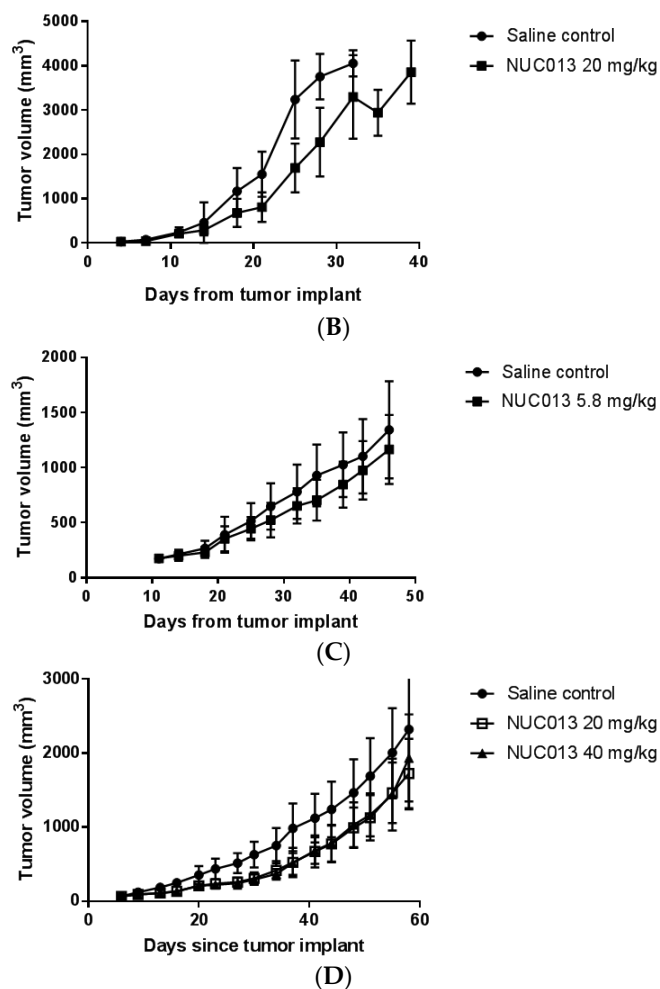 Tumor volume (mm3)
5000
4000
3000
2000
1000
0
0 10 20 30 40
Days from tumor implant
Saline control
NUC013 20 mg/kg
(B)
Tumor volume (mm3)
2000
1500
1000
500
0
0 10 20 30 40 50
Days from tumor implant
Saline control
NUC013 5.8 mg/kg
(C)
Tumor volume (mm3)
3000
2000
1000
0
0 20 40 60
Days since tumor implant
Saline control
NUC013 20 mg/kg
NUC013 40 mg/kg
(D)